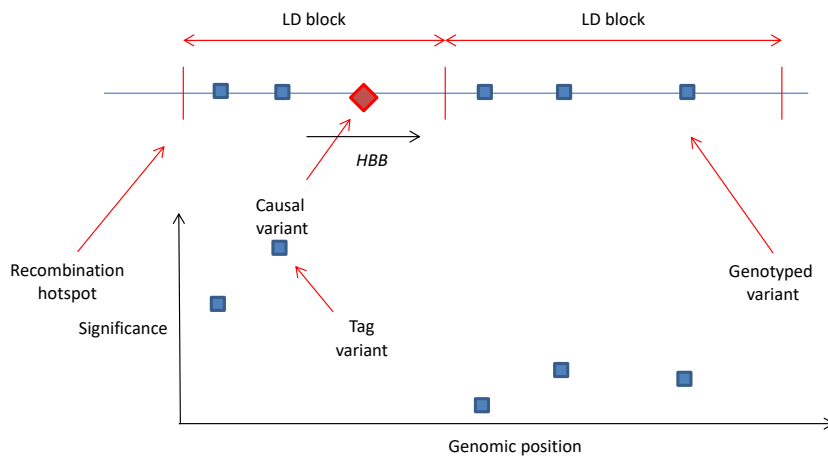 LD block
LD block
HBB
Causal
variant
Recombination
hotspot
Genotyped
variant
Significance
Tag
variant
Genomic position